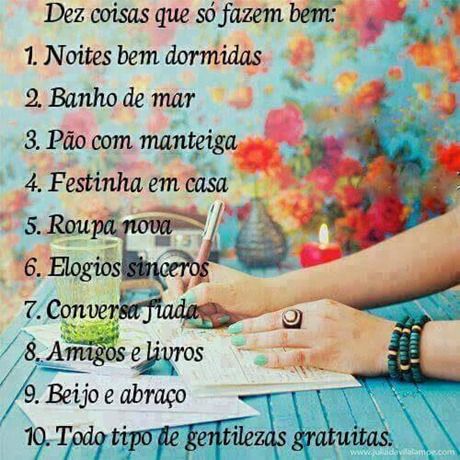 Dez coisas que só fazem bem:
1. Noites bem dormidas
2. Banho de mar
3. Pão com manteiga
4. Festinha em casa
5. Roupa nova
6. Elogios sinceros
7. Conversa fiada
8. Amigos e livros
9. Beijo e abraço
10. Todo tipo de gentilezas gratuitas.